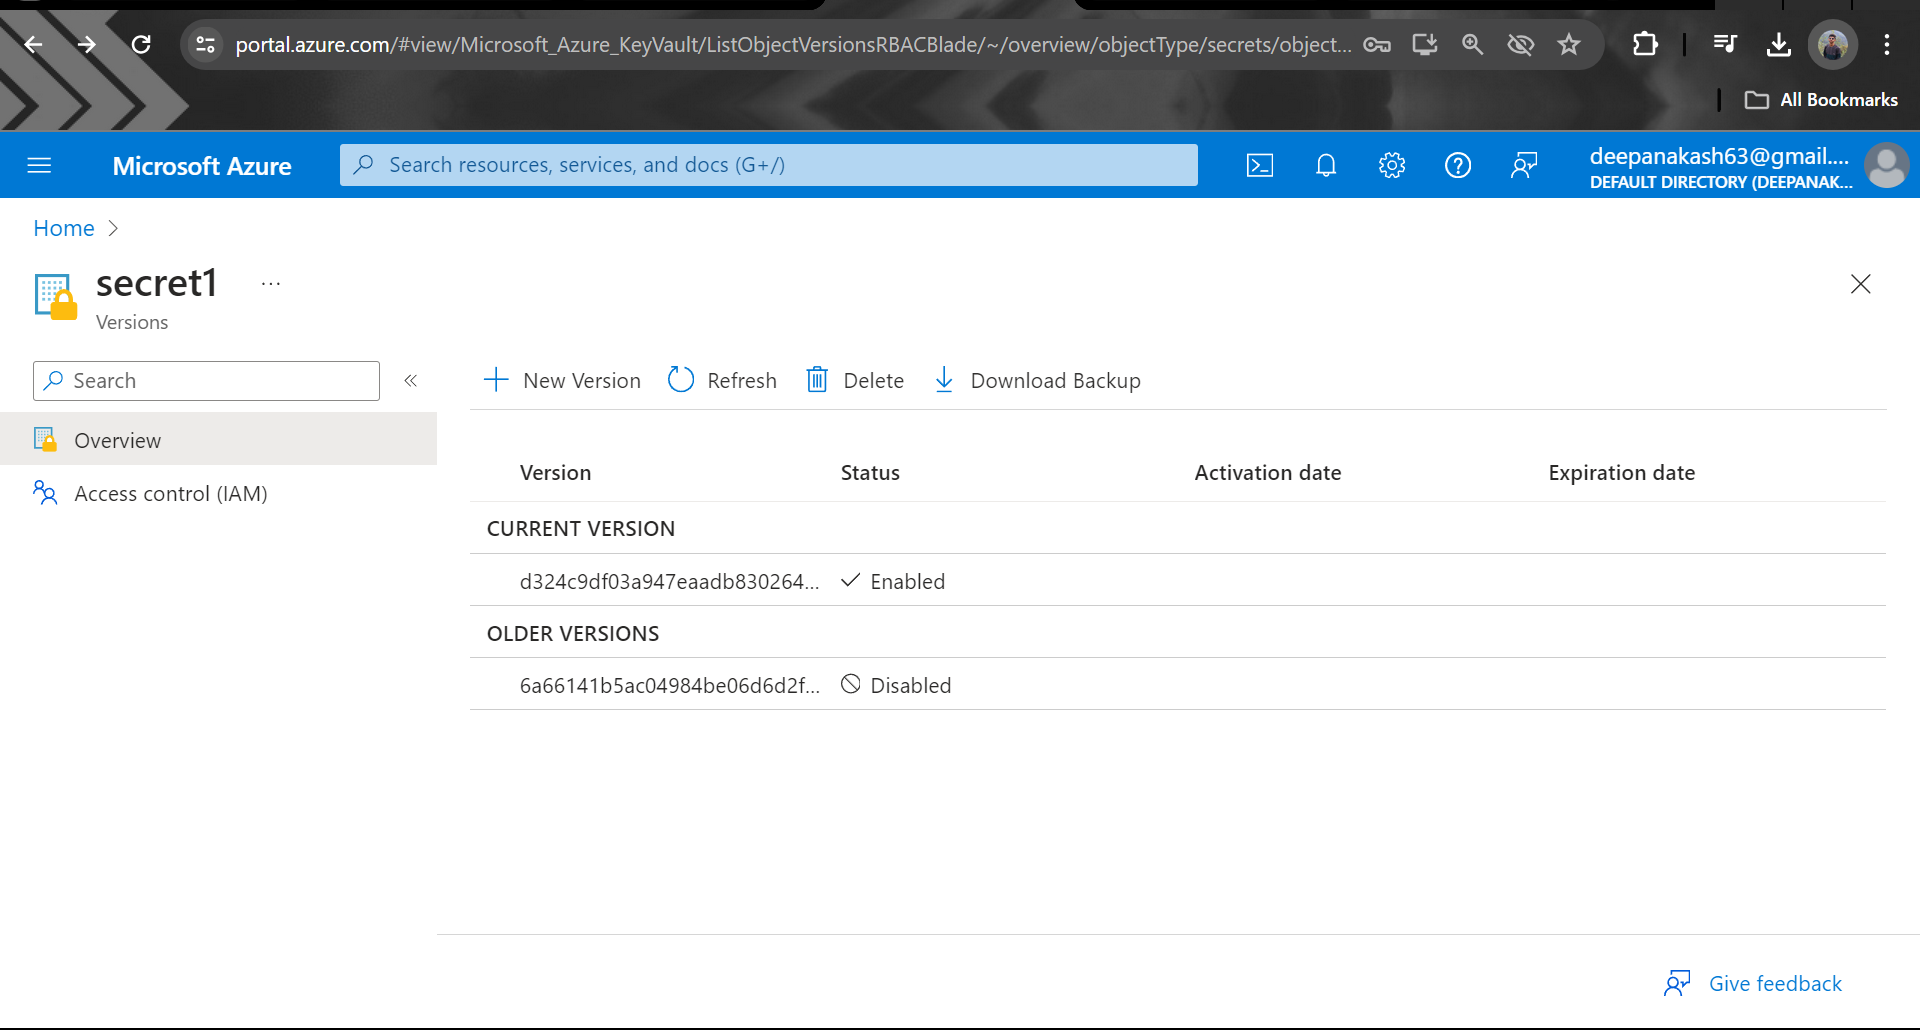 portal.azure.com/#view/Microsoft_Azure_KeyVault/ListObjectVersionsRBACBlade/~/overview/objectType/secrets/object...
All Bookmarks
Microsoft Azure
Search resources, services, and docs (G+/)
deepanakash63@gmail....
DEFAULT DIRECTORY (DEEPANAK...
Home
secret1
...
Versions
Search
New Version
Refresh
Delete
Download Backup
Overview
Access control (IAM)
Version Status Activation date Expiration date
CURRENT VERSION
d324c9df03a947eaadb830264... Enabled
OLDER VERSIONS
6a66141b5ac04984be06d6d2f... Disabled
Give feedback